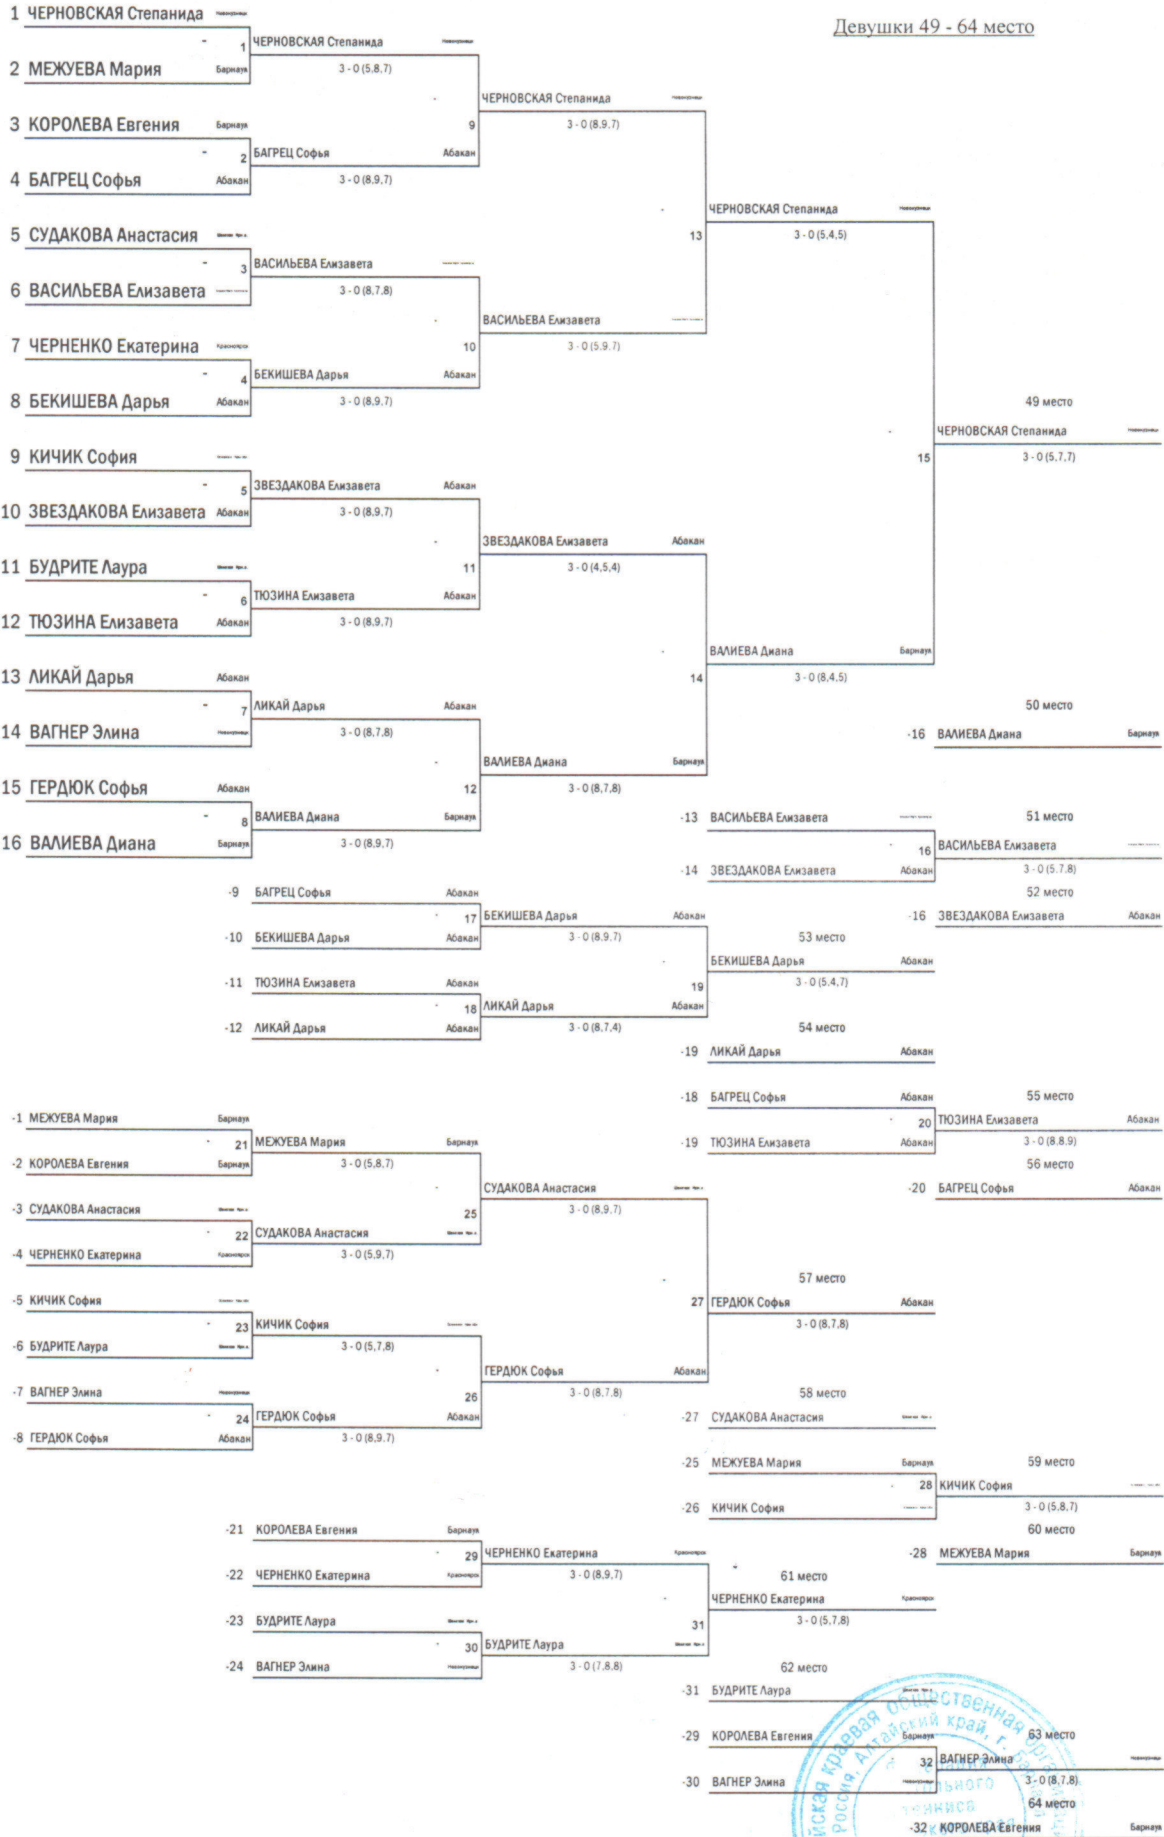 Девушки 49 - 64 место
1 ЧЕРНОВСКАЯ Степанида Новокузнецк
1 ЧЕРНОВСКАЯ Степанида Новокузнецк
2 МЕЖУЕВА Мария Барнаул 3 - 0 (5,8,7)
ЧЕРНОВСКАЯ Степанида Новокузнецк
3 КОРОЛЕВА Евгения Барнаул 9 3 - 0 (8,9,7)
2 БАГРЕЦ Софья Абакан
4 БАГРЕЦ Софья Абакан 3 - 0 (8,9,7)
ЧЕРНОВСКАЯ Степанида Новокузнецк
5 СУДАКОВА Анастасия 13 3 - 0 (5,4,5)
3 ВАСИЛЬЕВА Елизавета
6 ВАСИЛЬЕВА Елизавета 3 - 0 (8,7,8)
ВАСИЛЬЕВА Елизавета
7 ЧЕРНЕНКО Екатерина Красноярск 10 3 - 0 (5,9,7)
4 БЕКИШЕВА Дарья Абакан
8 БЕКИШЕВА Дарья Абакан 3 - 0 (8,9,7) 49 место
ЧЕРНОВСКАЯ Степанида Новокузнецк
9 КИЧИК София 15 3 - 0 (5,7,7)
5 ЗВЕЗДАКОВА Елизавета Абакан
10 ЗВЕЗДАКОВА Елизавета Абакан 3 - 0 (8,9,7)
ЗВЕЗДАКОВА Елизавета Абакан
11 БУДРИТЕ Лаура 11 3 - 0 (4,5,4)
6 ТЮЗИНА Елизавета Абакан
12 ТЮЗИНА Елизавета Абакан 3 - 0 (8,9,7)
ВАЛИЕВА Диана Барнаул
13 ЛИКАЙ Дарья Абакан 14 3 - 0 (8,4,5)
7 ЛИКАЙ Дарья Абакан 50 место
14 ВАГНЕР Элина Новокузнецк 3 - 0 (8,7,8) -16 ВАЛИЕВА Диана Барнаул
ВАЛИЕВА Диана Барнаул
15 ГЕРДЮК Софья Абакан 12 3 - 0 (8,7,8)
8 ВАЛИЕВА Диана Барнаул -13 ВАСИЛЬЕВА Елизавета 51 место
16 ВАЛИЕВА Диана Барнаул 3 - 0 (8,9,7) 16 ВАСИЛЬЕВА Елизавета
-14 ЗВЕЗДАКОВА Елизавета Абакан 3 - 0 (5,7,8)
-9 БАГРЕЦ Софья Абакан 52 место
17 БЕКИШЕВА Дарья Абакан -16 ЗВЕЗДАКОВА Елизавета Абакан
-10 БЕКИШЕВА Дарья Абакан 3 - 0 (8,9,7) 53 место
БЕКИШЕВА Дарья Абакан
-11 ТЮЗИНА Елизавета Абакан 19 3 - 0 (5,4,7)
18 ЛИКАЙ Дарья Абакан
-12 ЛИКАЙ Дарья Абакан 3 - 0 (8,7,4) 54 место
-19 ЛИКАЙ Дарья Абакан
-18 БАГРЕЦ Софья Абакан 55 место
-1 МЕЖУЕВА Мария Барнаул 20 ТЮЗИНА Елизавета Абакан
21 МЕЖУЕВА Мария Барнаул -19 ТЮЗИНА Елизавета Абакан 3 - 0 (8,8,9)
-2 КОРОЛЕВА Евгения Барнаул 3 - 0 (5,8,7) 56 место
СУДАКОВА Анастасия -20 БАГРЕЦ Софья Абакан
-3 СУДАКОВА Анастасия 25 3 - 0 (8,9,7)
22 СУДАКОВА Анастасия
-4 ЧЕРНЕНКО Екатерина Красноярск 3 - 0 (5,9,7)
57 место
-5 КИЧИК София 27 ГЕРДЮК Софья Абакан
23 КИЧИК София 3 - 0 (8,7,8)
-6 БУДРИТЕ Лаура 3 - 0 (5,7,8)
ГЕРДЮК Софья Абакан
-7 ВАГНЕР Элина Новокузнецк 26 3 - 0 (8,7,8) 58 место
24 ГЕРДЮК Софья Абакан -27 СУДАКОВА Анастасия
-8 ГЕРДЮК Софья Абакан 3 - 0 (8,9,7)
-25 МЕЖУЕВА Мария Барнаул 59 место
28 КИЧИК София
-26 КИЧИК София 3 - 0 (5,8,7)
-21 КОРОЛЕВА Евгения Барнаул 60 место
29 ЧЕРНЕНКО Екатерина Красноярск -28 МЕЖУЕВА Мария Барнаул
-22 ЧЕРНЕНКО Екатерина Красноярск 3 - 0 (8,9,7) 61 место
ЧЕРНЕНКО Екатерина Красноярск
-23 БУДРИТЕ Лаура 31 3 - 0 (5,7,8)
30 БУДРИТЕ Лаура
-24 ВАГНЕР Элина Новокузнецк 3 - 0 (7,8,8) 62 место
-31 БУДРИТЕ Лаура
-29 КОРОЛЕВА Евгения Барнаул 63 место
32 ВАГНЕР Элина Новокузнецк
-30 ВАГНЕР Элина Новокузнецк 3 - 0 (8,7,8)
64 место
-32 КОРОЛЕВА Евгения Барнаул
краевая общественная
Россия, Алтайский край, г.